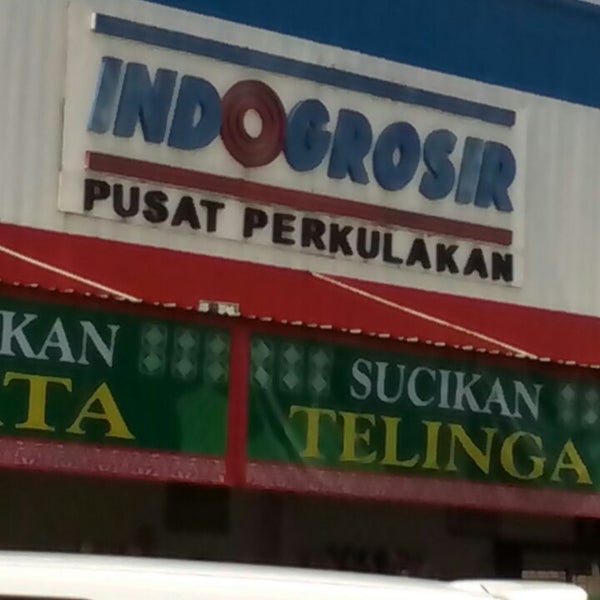 INDOGROSIR
PUSAT PERKULAKAN
KAN
TA
SUCIKAN
TELINGA